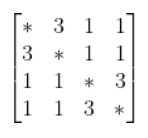 * 3 1 1
3 * 1 1
1 1 * 3
1 1 3 *